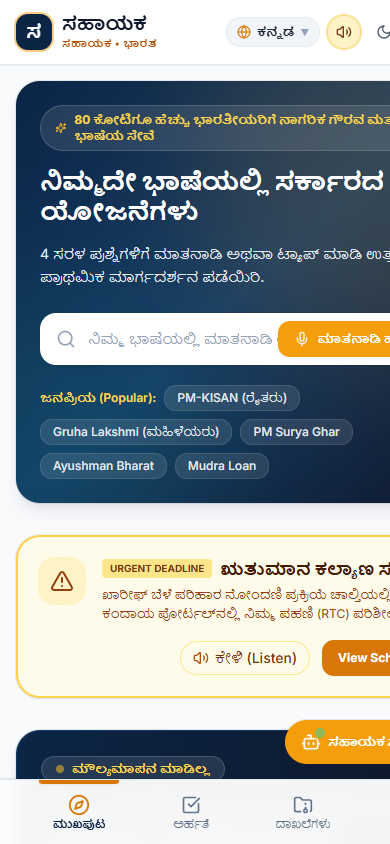 ಸ
ಸಹಾಯಕ
ಸಹಾಯಕ • ಭಾರತ
ಕನ್ನಡ ▼
80 ಕೋಟಿಗೂ ಹೆಚ್ಚು ಭಾರತೀಯರಿಗೆ ನಾಗರಿಕ ಗೌರವ
ಭಾಷೆಯ ಸೇವೆ
ನಿಮ್ಮದೇ ಭಾಷೆಯಲ್ಲಿ ಸರ್ಕಾರದ
ಯೋಜನೆಗಳು
4 ಸರಳ ಪ್ರಶ್ನೆಗಳಿಗೆ ಮಾತನಾಡಿ ಅಥವಾ ಟ್ಯಾಪ್ ಮಾಡಿ
ಪ್ರಾಥಮಿಕ ಮಾರ್ಗದರ್ಶನ ಪಡೆಯಿರಿ.
ನಿಮ್ಮ ಭಾಷೆಯಲ್ಲಿ ಮಾತನಾಡಿ
ಮಾತನಾಡಿ
ಜನಪ್ರಿಯ (Popular):
PM-KISAN (ರೈತರು)
Gruha Lakshmi (ಮಹಿಳೆಯರು)
PM Surya Ghar
Ayushman Bharat
Mudra Loan
URGENT DEADLINE
ಋತುಮಾನ ಕಲ್ಯಾಣ
ಖಾರೀಫ್ ಬೆಳೆ ಪರಿಹಾರ ನೋಂದಣಿ ಪ್ರಕ್ರಿಯೆ ಚಾಲ್ತಿಯಲ್ಲಿ
ಕಂದಾಯ ಪೋರ್ಟಲ್‌ನಲ್ಲಿ ನಿಮ್ಮ ಪಹಣಿ (RTC)
ಕೇಳಿ (Listen)
View
ಮೌಲ್ಯಮಾಪನ ಮಾಡಿಲ್ಲ
ಸಹಾಯಕ
ಮುಖಪುಟ
ಅರ್ಹತೆ
ದಾಖಲೆಗಳು